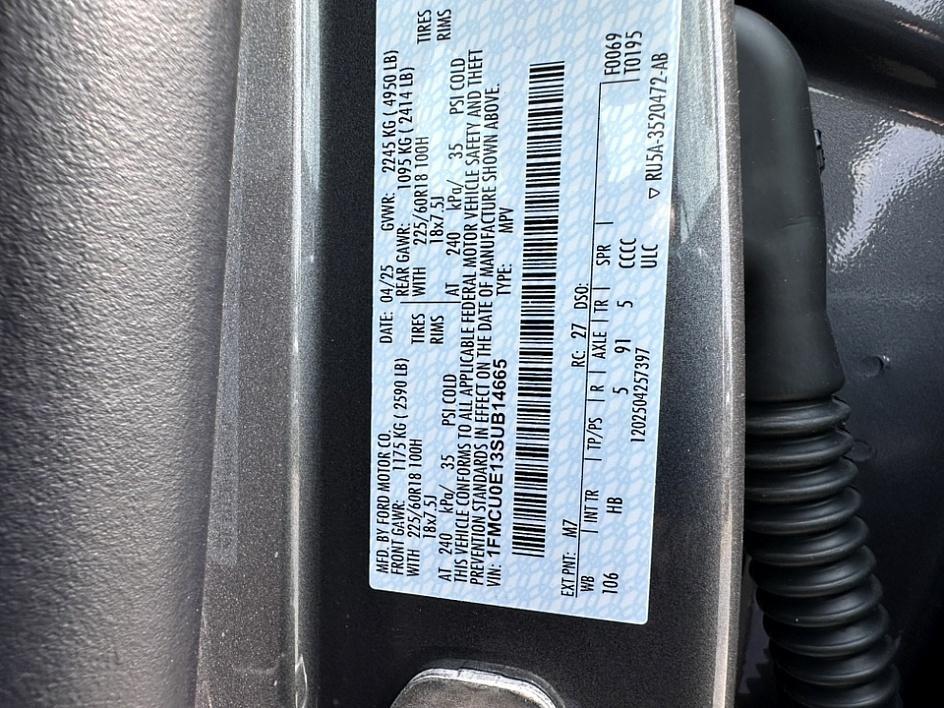 MFD. BY FORD MOTOR CO. DATE: 04/25 GVWR: 2245 KG ( 4950 LB)
FRONT GAWR: 1175 KG ( 2590 LB) REAR GAWR: 1095 KG ( 2414 LB)
WITH 225/60R18 100H TIRES WITH 225/60R18 100H TIRES
18x7.5J RIMS 18x7.5J RIMS
AT 240 kPa/ 35 PSI COLD AT 240 kPa/ 35 PSI COLD
THIS VEHICLE CONFORMS TO ALL APPLICABLE FEDERAL MOTOR VEHICLE SAFETY AND THEFT
PREVENTION STANDARDS IN EFFECT ON THE DATE OF MANUFACTURE SHOWN ABOVE.
VIN: 1FMCU0E13SUB14665 TYPE: MPV
EXT PNT: M7 RC: 27 DSO: F0069
WB INT TR TP/PS R AXLE TR SPR T0195
106 HB 5 91 5 CCCC
120250425739​7 ULC
▽ RU5A-3520472-AB